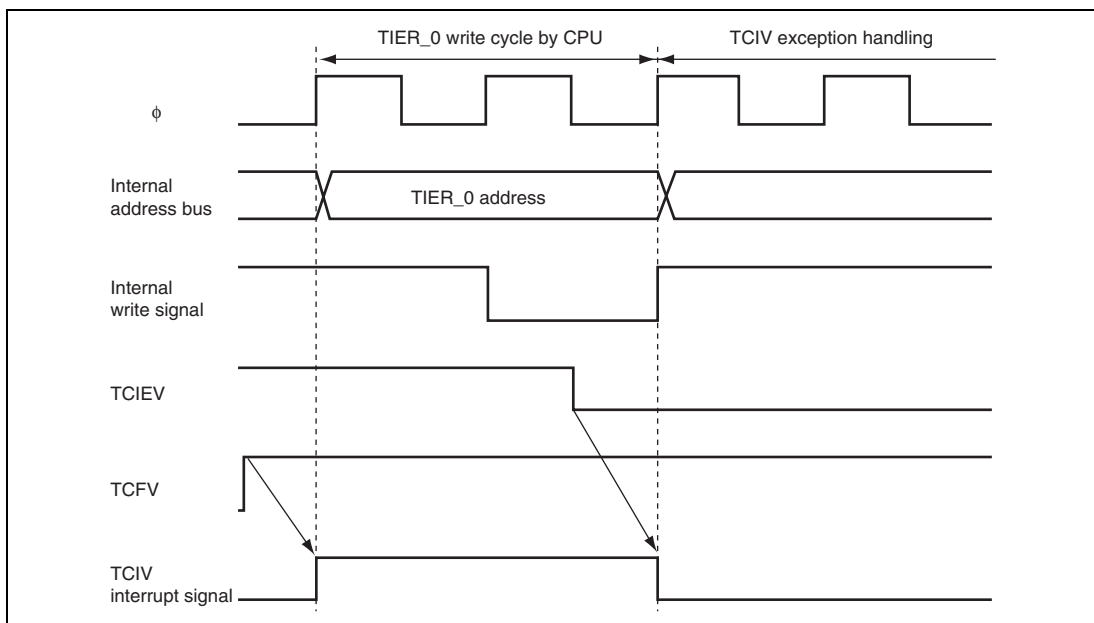 TIER_0 write cycle by CPU
TCIV exception handling
ϕ
Internal
address bus
TIER_0 address
Internal
write signal
TCIEV
TCFV
TCIV
interrupt signal